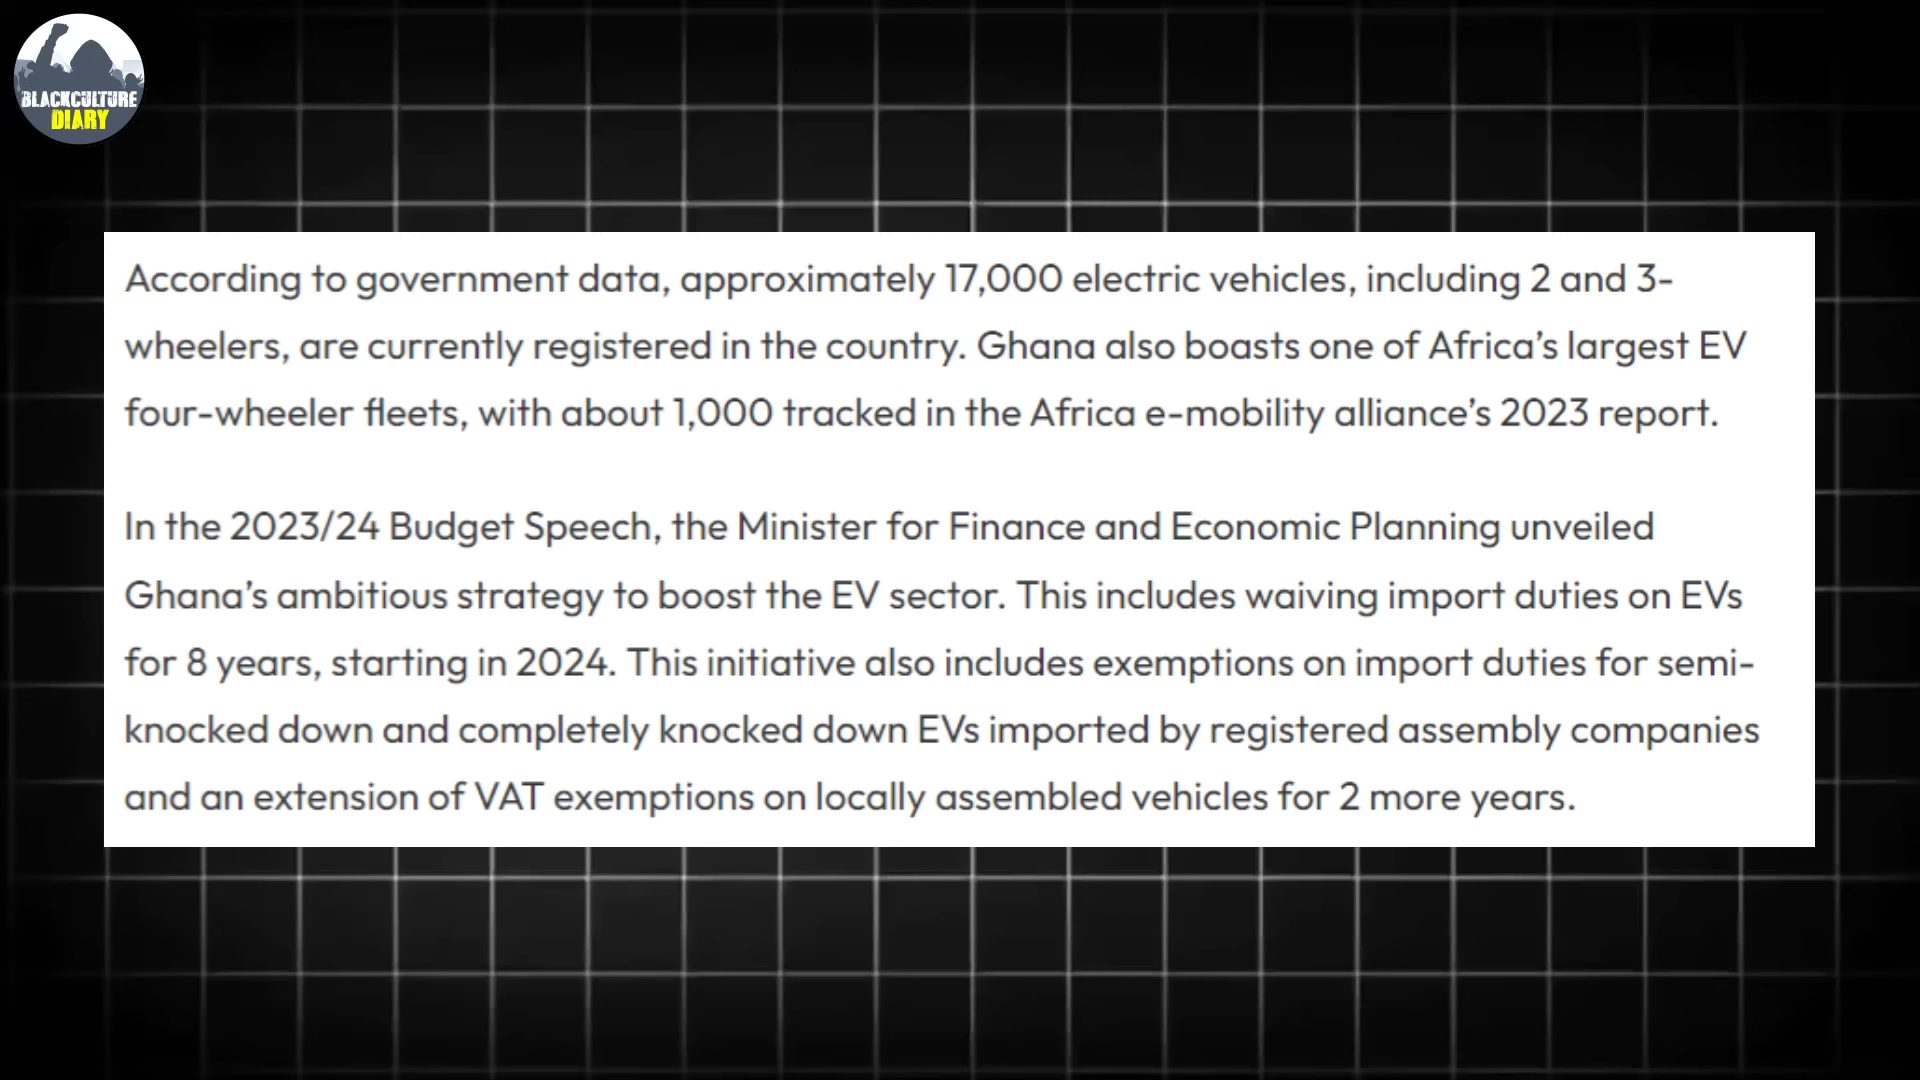 BLACKCULTURE
DIARY
According to government data, approximately 17,000 electric vehicles, including 2 and 3-
wheelers, are currently registered in the country. Ghana also boasts one of Africa’s largest EV
four-wheeler fleets, with about 1,000 tracked in the Africa e-mobility alliance’s 2023 report.
In the 2023/24 Budget Speech, the Minister for Finance and Economic Planning unveiled
Ghana’s ambitious strategy to boost the EV sector. This includes waiving import duties on EVs
for 8 years, starting in 2024. This initiative also includes exemptions on import duties for semi-
knocked down and completely knocked down EVs imported by registered assembly companies
and an extension of VAT exemptions on locally assembled vehicles for 2 more years.